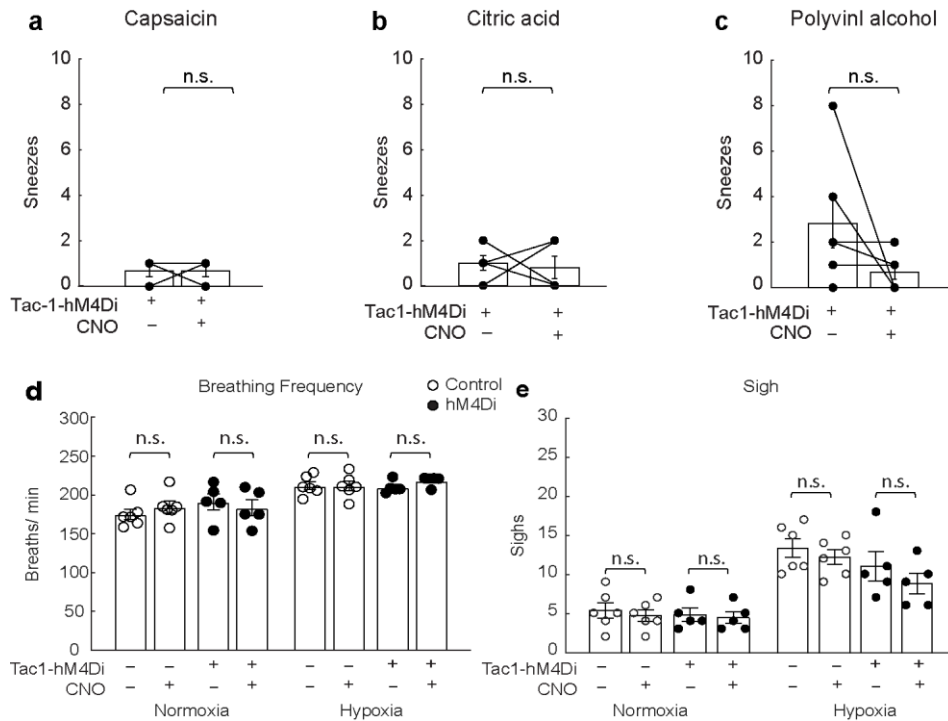 a Capsaicin
n.s.
10
8
6
4
2
0
Sneezes
Tac-1-hM4Di + +
CNO – +
b Citric acid
n.s.
10
8
6
4
2
0
Sneezes
Tac1-hM4Di + +
CNO – +
c Polyvinl alcohol
n.s.
10
8
6
4
2
0
Sneezes
Tac1-hM4Di + +
CNO – +
d Breathing Frequency
Control
hM4Di
300
250
200
150
100
50
0
Breaths/ min
n.s. n.s. n.s. n.s.
Tac1-hM4Di – – + + – – + +
CNO – + – + – + – +
Normoxia Hypoxia
e Sigh
30
25
20
15
10
5
0
Sighs
n.s. n.s. n.s. n.s.
Tac1-hM4Di – – + + – – + +
CNO – + – + – + – +
Normoxia Hypoxia